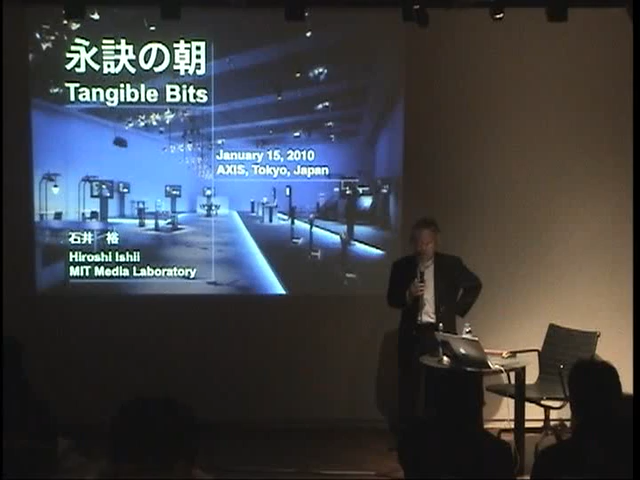 永訣の朝
Tangible Bits
January 15, 2010
AXIS, Tokyo, Japan
石井 裕
Hiroshi Ishii
MIT Media Laboratory